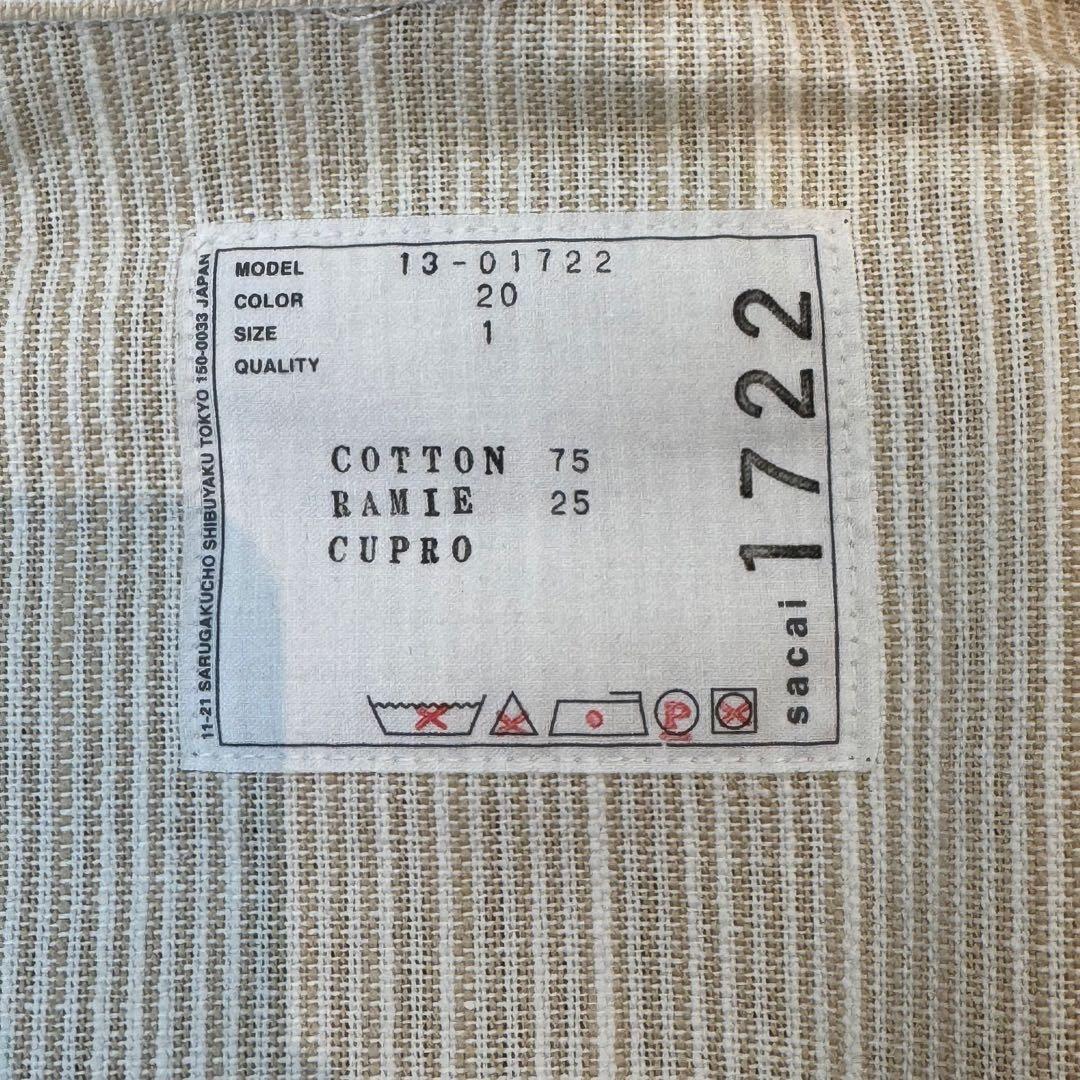 MODEL 13-01722
COLOR 20
SIZE 1
QUALITY
COTTON 75
RAMIE 25
CUPRO
P
sacai 1722
11-21 SARUGAKUCHO SHIBUYAKU TOKYO 150-0033 JAPAN